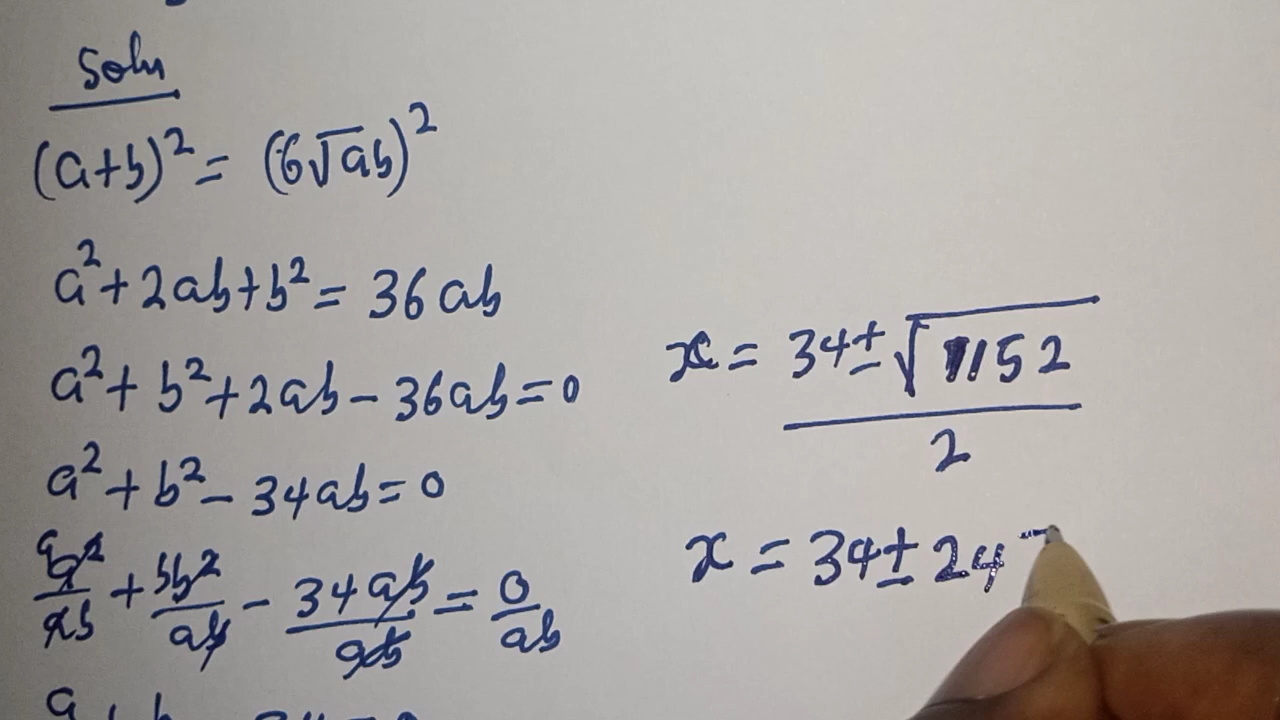 Soln
(a+b)² = (6√ab)²
a² + 2ab + b² = 36ab
a² + b² + 2ab - 36ab = 0
a² + b² - 34ab = 0
a²/ab + b²/ab - 34ab/ab = 0/ab
x = (34 ± √1152)/2
x = 34 ± 24